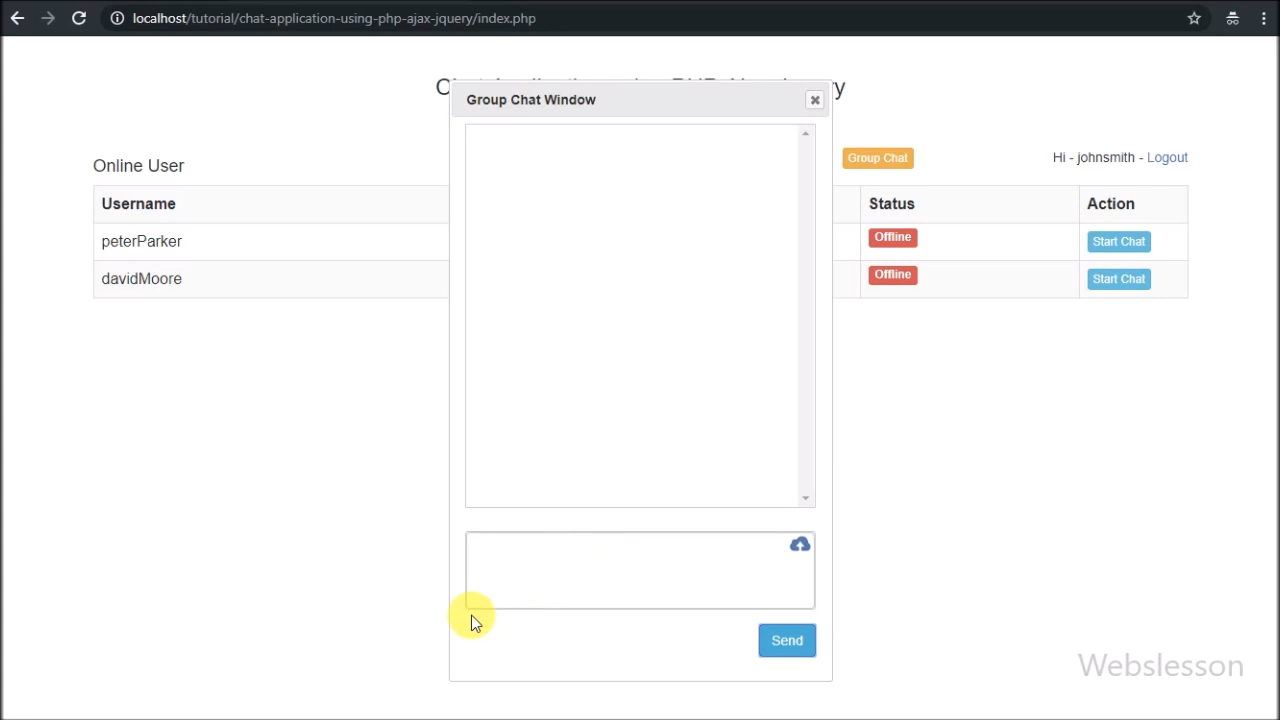 localhost/tutorial/chat-application-using-php-ajax-jquery/index.php
Group Chat Window
Online User
Group Chat
Hi - johnsmith - Logout
Username
Status
Action
peterParker
Offline
Start Chat
davidMoore
Offline
Start Chat
Send
Webslesson